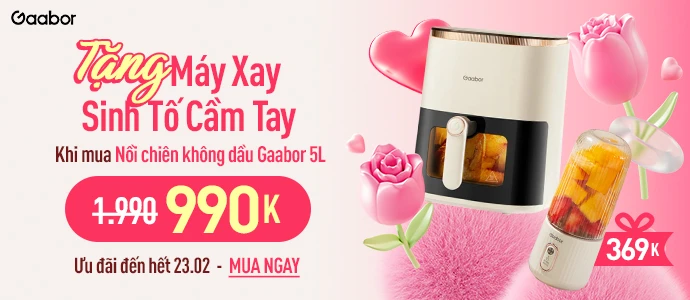 Gaabor
Tặng Máy Xay
Sinh Tố Cầm Tay
Khi mua Nồi chiên không dầu Gaabor 5L
1.990 990K
Ưu đãi đến hết 23.02 - MUA NGAY
Gaabor
Gaabor
369K